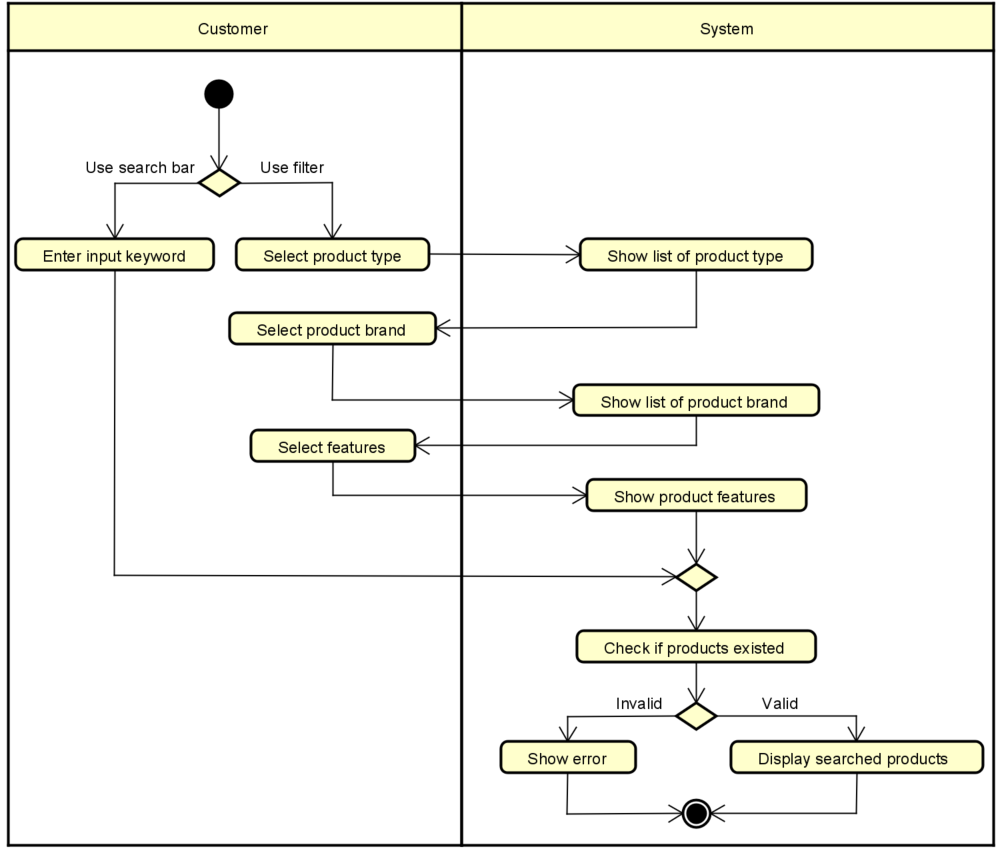 Customer
System
Use search bar
Use filter
Enter input keyword
Select product type
Show list of product type
Select product brand
Show list of product brand
Select features
Show product features
Check if products existed
Invalid
Valid
Show error
Display searched products